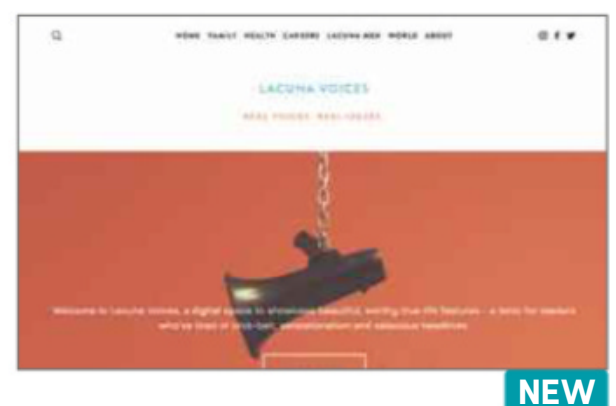 HOME FAMILY HEALTH CAREERS LACUNA MEN WORLD ABOUT
LACUNA VOICES
REAL VOICES. REAL ISSUES.
Welcome to Lacuna Voices, a digital space to showcase beautiful, worthy true-life features - a tonic for readers
who're tired of click-bait, sensationalism and salacious headlines.
NEW